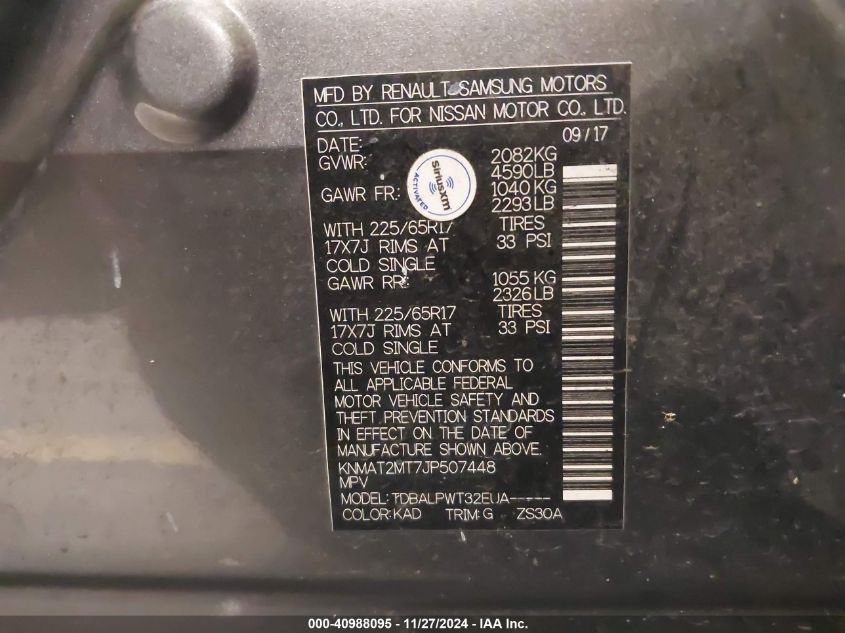 MFD BY RENAULT SAMSUNG MOTORS
CO., LTD. FOR NISSAN MOTOR CO., LTD.
DATE: 09/17
GVWR: 2082KG
4590LB
GAWR FR: 1040 KG
2293LB
WITH 225/65R17 TIRES
17X7J RIMS AT 33 PSI
COLD SINGLE
GAWR RR: 1055 KG
2326LB
WITH 225/65R17 TIRES
17X7J RIMS AT 33 PSI
COLD SINGLE
THIS VEHICLE CONFORMS TO
ALL APPLICABLE FEDERAL
MOTOR VEHICLE SAFETY AND
THEFT PREVENTION STANDARDS
IN EFFECT ON THE DATE OF
MANUFACTURE SHOWN ABOVE.
KNMAT2MT7JP507448
MPV
MODEL: TDBALPWT32EUA-----
COLOR: KAD TRIM: G ZS30A
SiriusXM
ACTIVATED
000-40988095 - 11/27/2024 - IAA Inc.